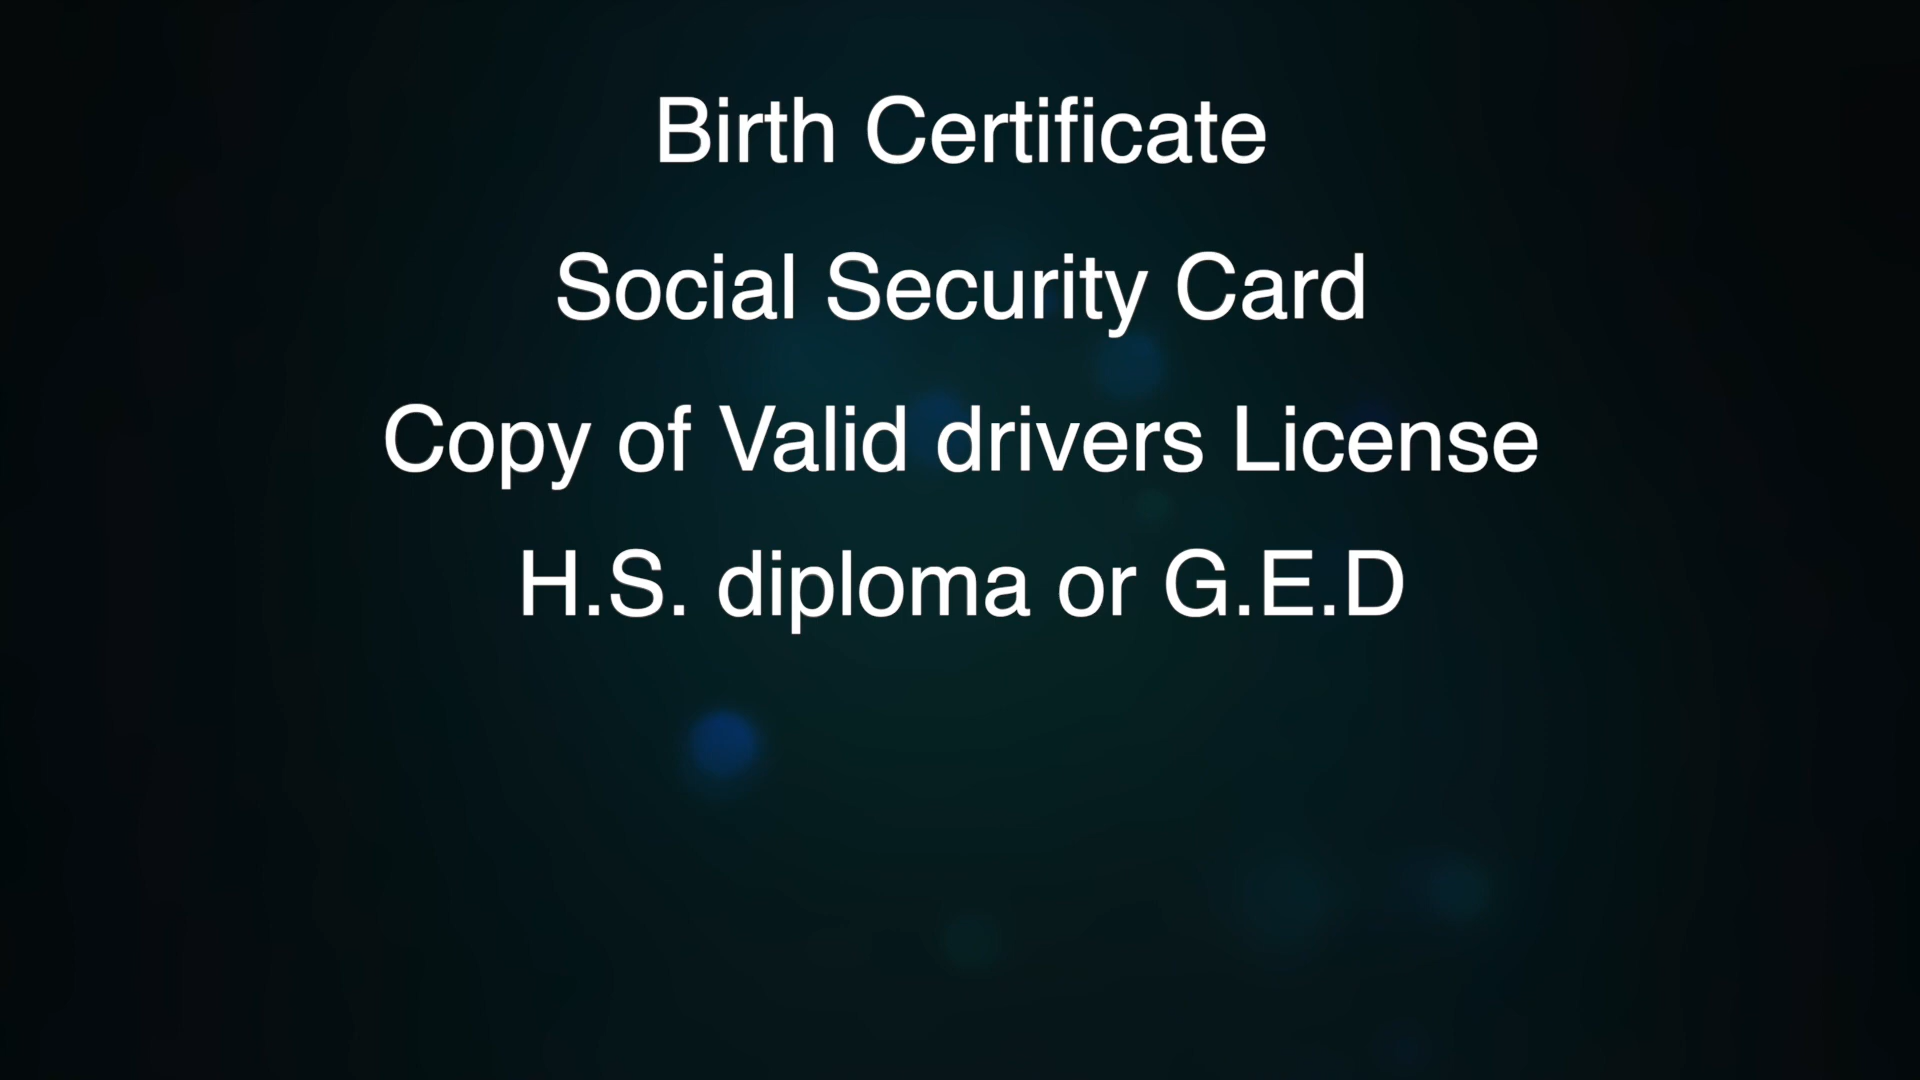 Birth Certificate
Social Security Card
Copy of Valid drivers License
H.S. diploma or G.E.D